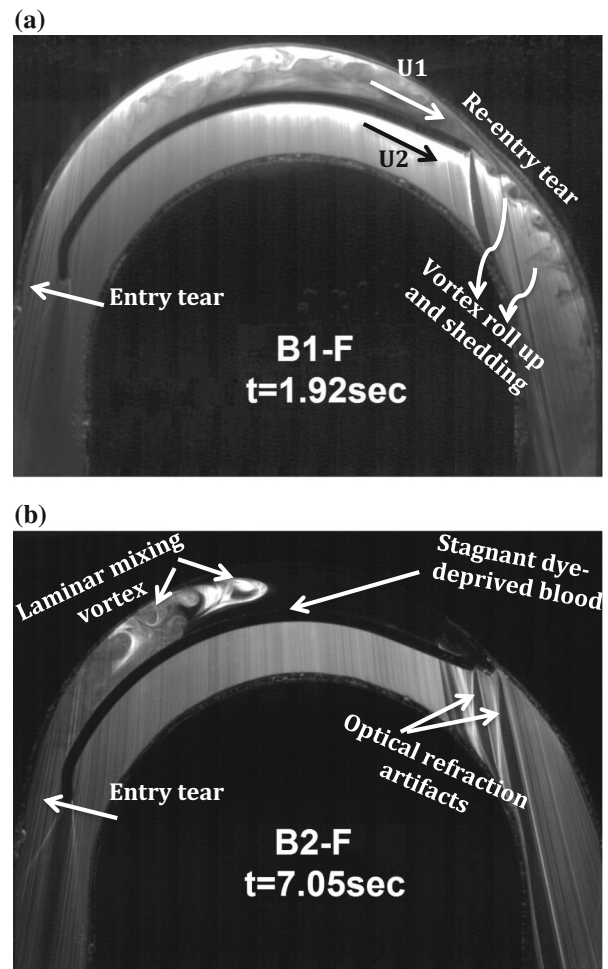 (a)
U1
Re-entry tear
U2
Entry tear
Vortex roll up
and shedding
B1-F
t=1.92sec
(b)
Laminar mixing
vortex
Stagnant dye-
deprived blood
Optical refraction
artifacts
Entry tear
B2-F
t=7.05sec